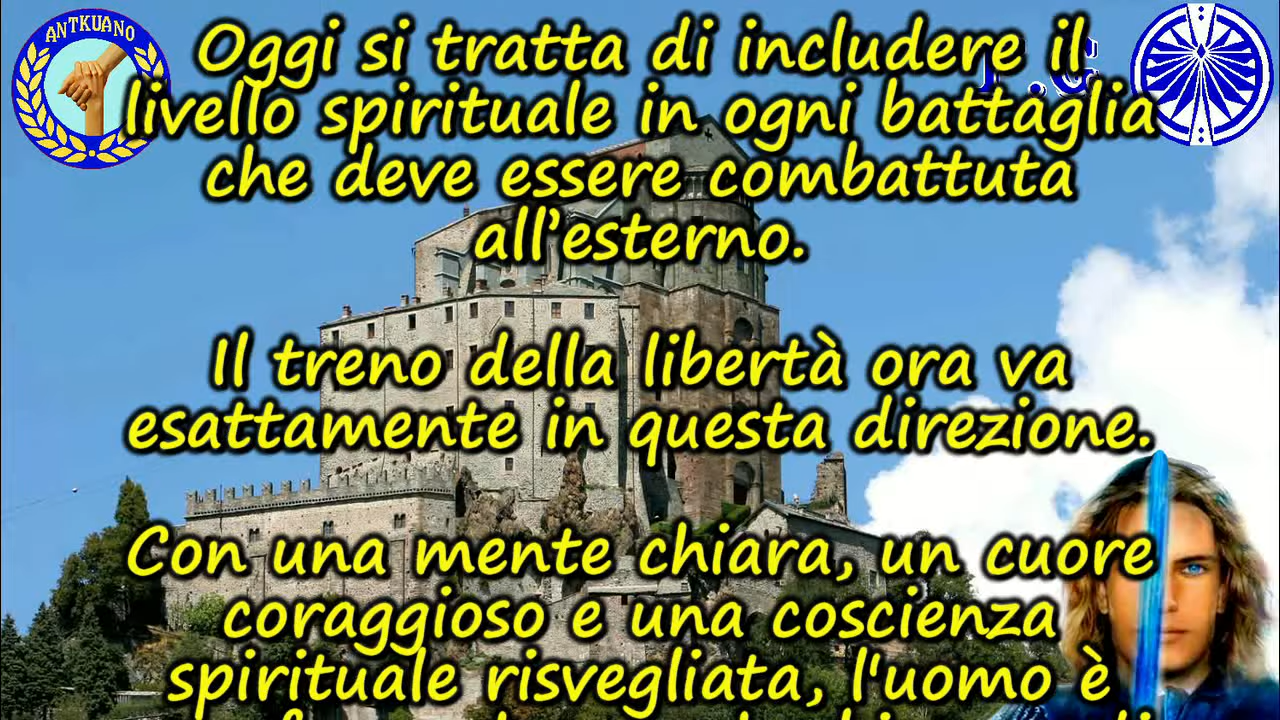 ANTKUANO
Oggi si tratta di includere il
livello spirituale in ogni battaglia
che deve essere combattuta
all’esterno.
Il treno della libertà ora va
esattamente in questa direzione.
Con una mente chiara, un cuore
coraggioso e una coscienza
spirituale risvegliata, l'uomo è